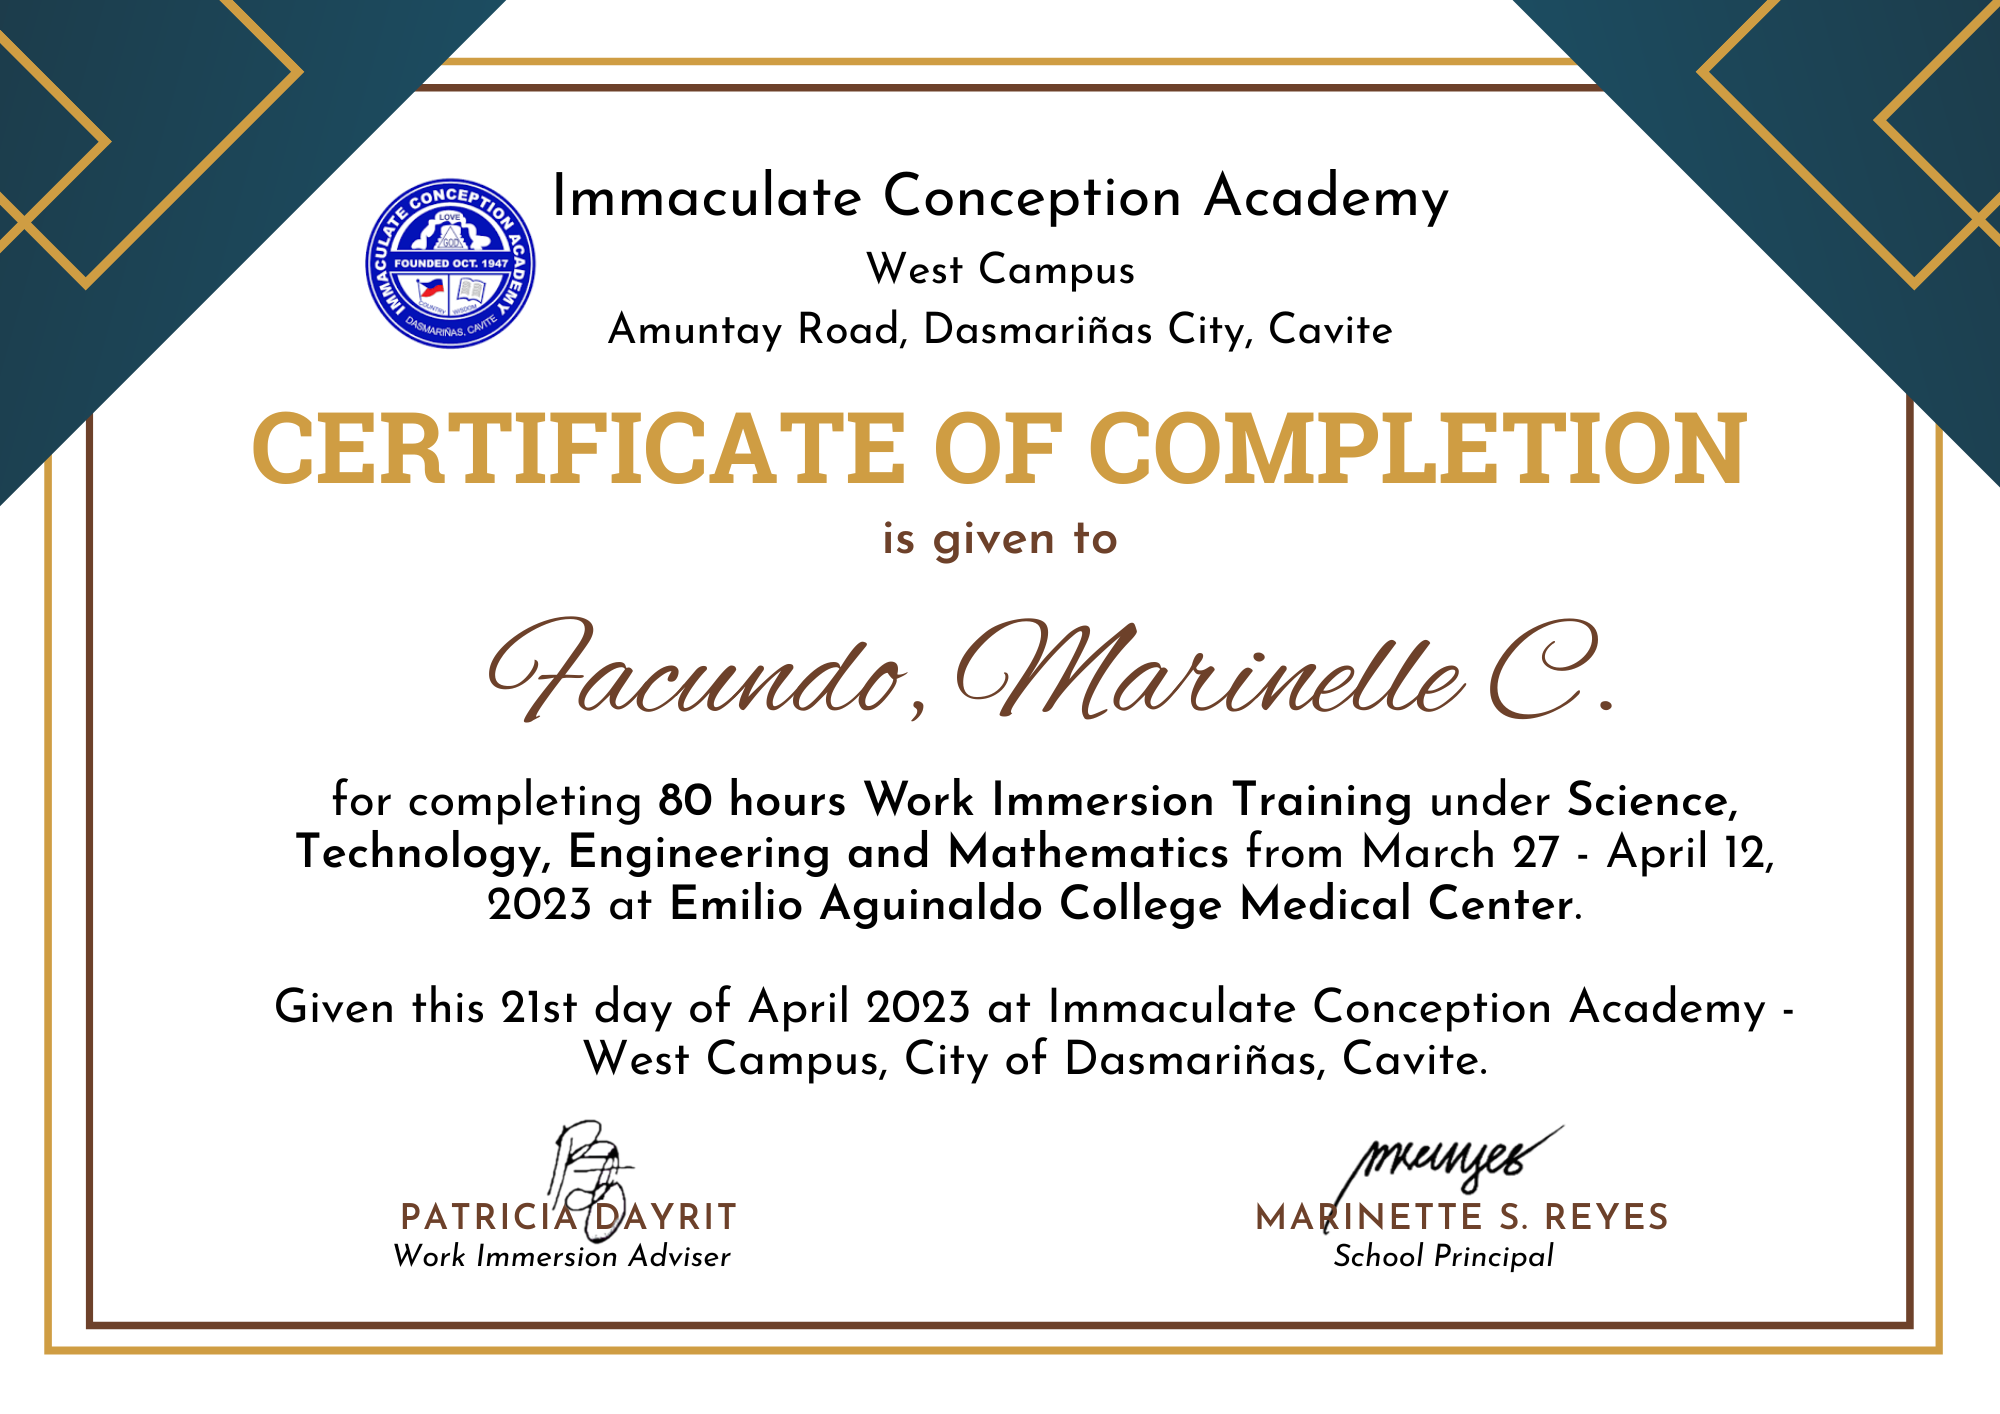 Immaculate Conception Academy
West Campus
Amuntay Road, Dasmariñas City, Cavite
IMMACULATE CONCEPTION ACADEMY
LOVE
GOD
FOUNDED OCT. 1947
COUNTRY WISDOM
DASMARIÑAS, CAVITE
CERTIFICATE OF COMPLETION
is given to
Facundo, Marinelle C.
for completing 80 hours Work Immersion Training under Science,
Technology, Engineering and Mathematics from March 27 - April 12,
2023 at Emilio Aguinaldo College Medical Center.
Given this 21st day of April 2023 at Immaculate Conception Academy -
West Campus, City of Dasmariñas, Cavite.
PATRICIA DAYRIT
Work Immersion Adviser
MARINETTE S. REYES
School Principal